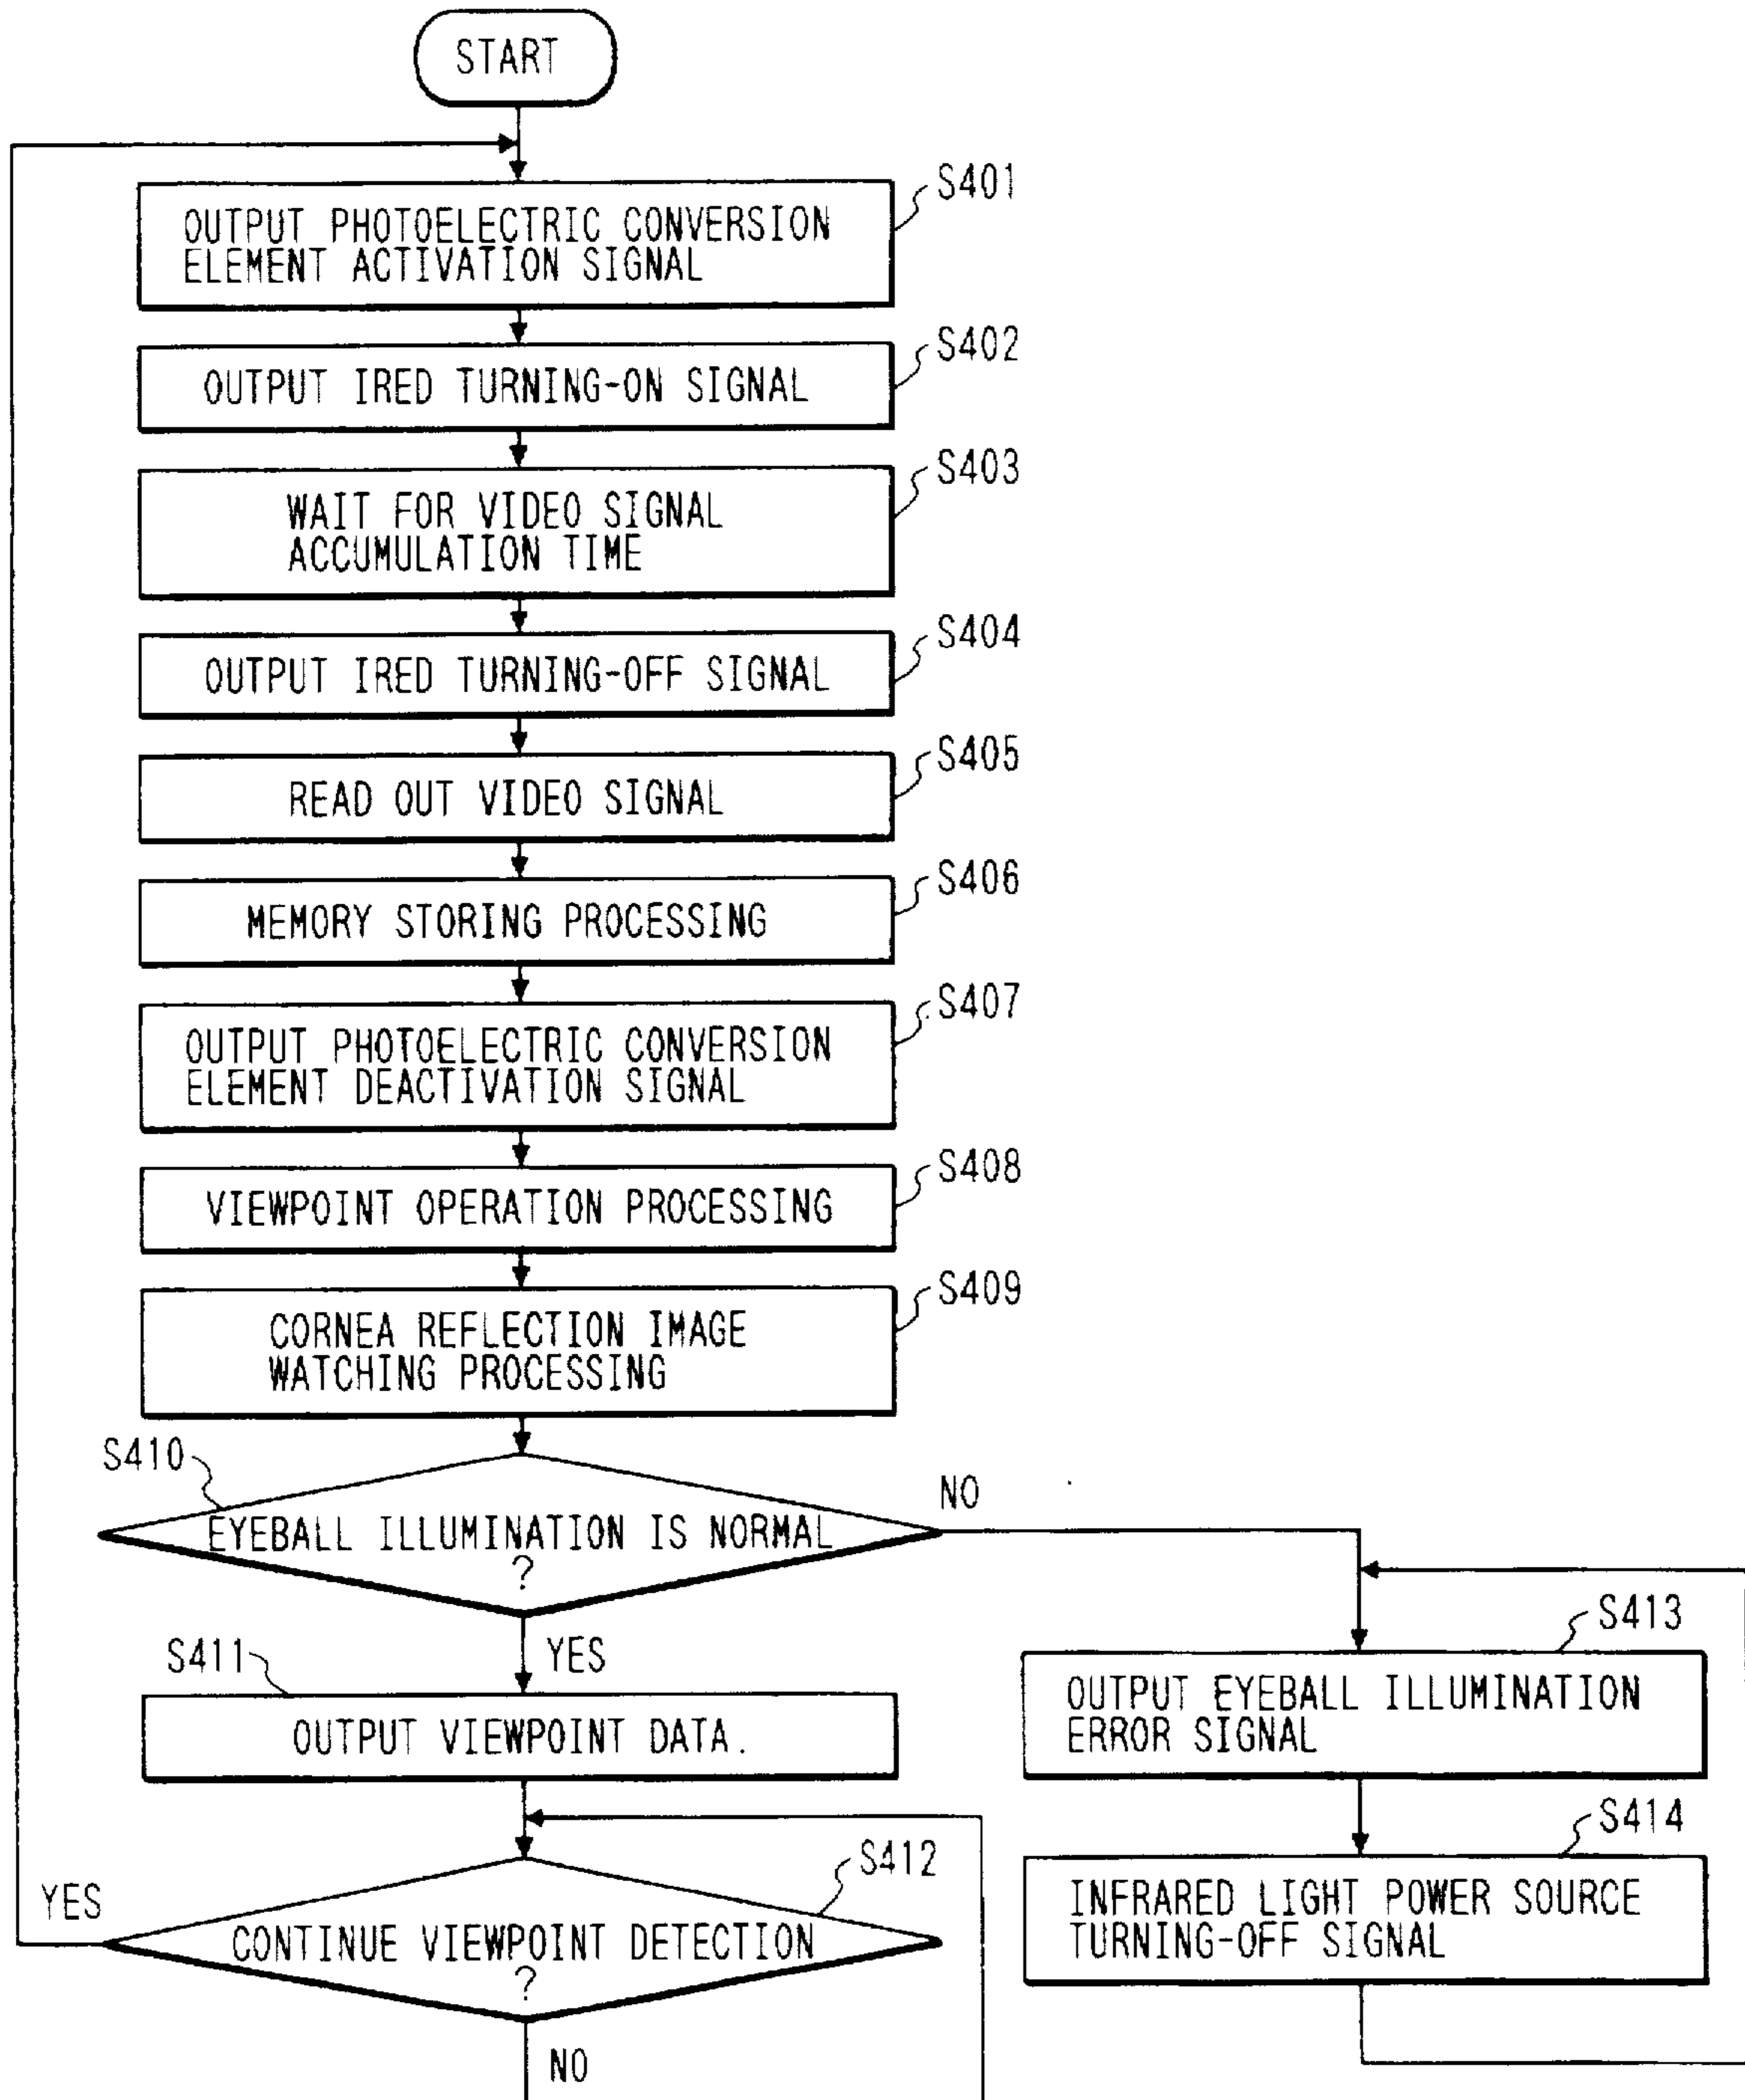 START
S401
OUTPUT PHOTOELECTRIC CONVERSION
ELEMENT ACTIVATION SIGNAL
S402
OUTPUT IRED TURNING-ON SIGNAL
S403
WAIT FOR VIDEO SIGNAL
ACCUMULATION TIME
S404
OUTPUT IRED TURNING-OFF SIGNAL
S405
READ OUT VIDEO SIGNAL
S406
MEMORY STORING PROCESSING
S407
OUTPUT PHOTOELECTRIC CONVERSION
ELEMENT DEACTIVATION SIGNAL
S408
VIEWPOINT OPERATION PROCESSING
S409
CORNEA REFLECTION IMAGE
WATCHING PROCESSING
S410
NO
EYEBALL ILLUMINATION IS NORMAL
?
YES
S411
OUTPUT VIEWPOINT DATA.
S412
YES
CONTINUE VIEWPOINT DETECTION
?
NO
S413
OUTPUT EYEBALL ILLUMINATION
ERROR SIGNAL
S414
INFRARED LIGHT POWER SOURCE
TURNING-OFF SIGNAL